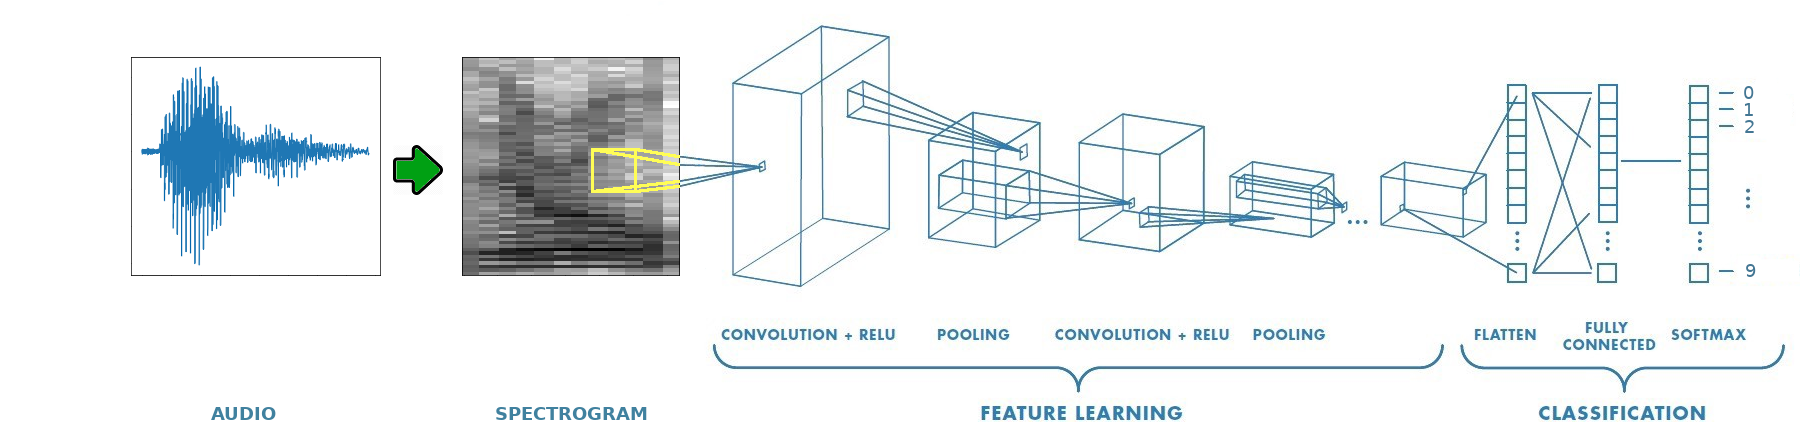 0
1
2
9
CONVOLUTION + RELU
POOLING
CONVOLUTION + RELU
POOLING
FLATTEN
FULLY
CONNECTED
SOFTMAX
AUDIO
SPECTROGRAM
FEATURE LEARNING
CLASSIFICATION